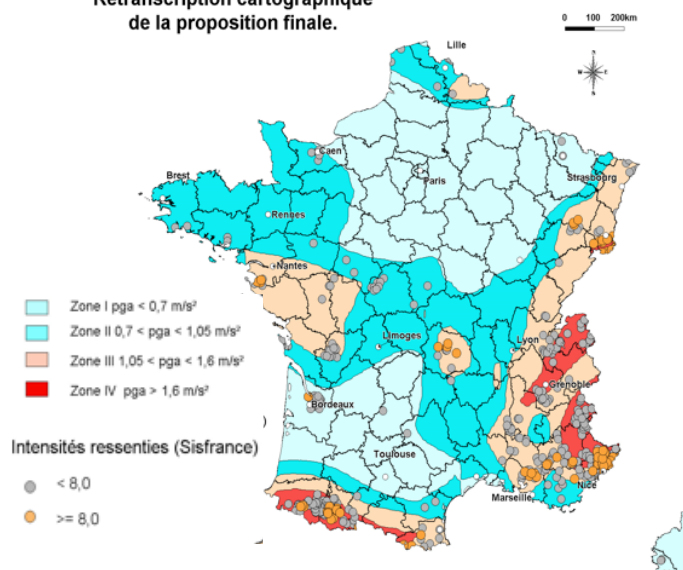 Retranscription cartographique
de la proposition finale.
0 100 200km
N
W E
S
Lille
Caen
Brest
Paris
Strasbourg
Rennes
Nantes
Zone I pga < 0,7 m/s²
Zone II 0,7 < pga < 1,05 m/s²
Zone III 1,05 < pga < 1,6 m/s²
Zone IV pga > 1,6 m/s²
Limoges
Lyon
Grenoble
Bordeaux
Intensités ressenties (Sisfrance)
< 8,0
>= 8,0
)
Toulouse
Marseille
Nice